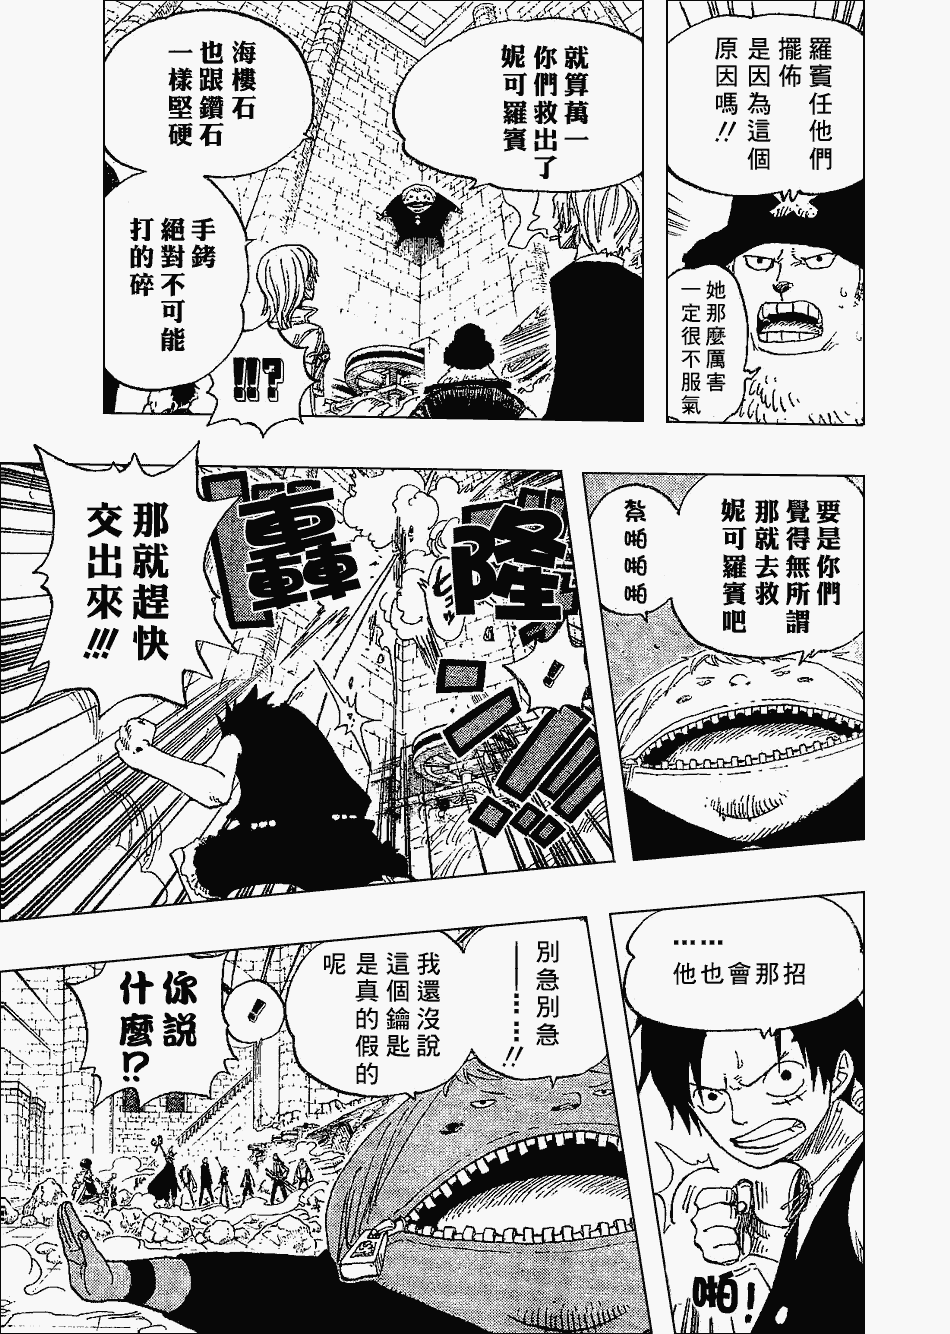 羅賓任他們
擺佈
是因為這個
原因嗎!!
她那麼厲害
一定很不服氣
就算萬一
你們救出了
妮可羅賓
海樓石
也跟鑽石
一樣堅硬
手銬
絕對不可能
打的碎
!!?
要是你們
覺得無所謂
那就去救
妮可羅賓吧
隆
轟
!!!
ヒュウ
!!
那就趕快
交出來!!!
……
他也會那招
啪!
別急別急
——……!!
我還沒說
這個鑰匙
是真的假的
呢
!!
你說
什麼!?